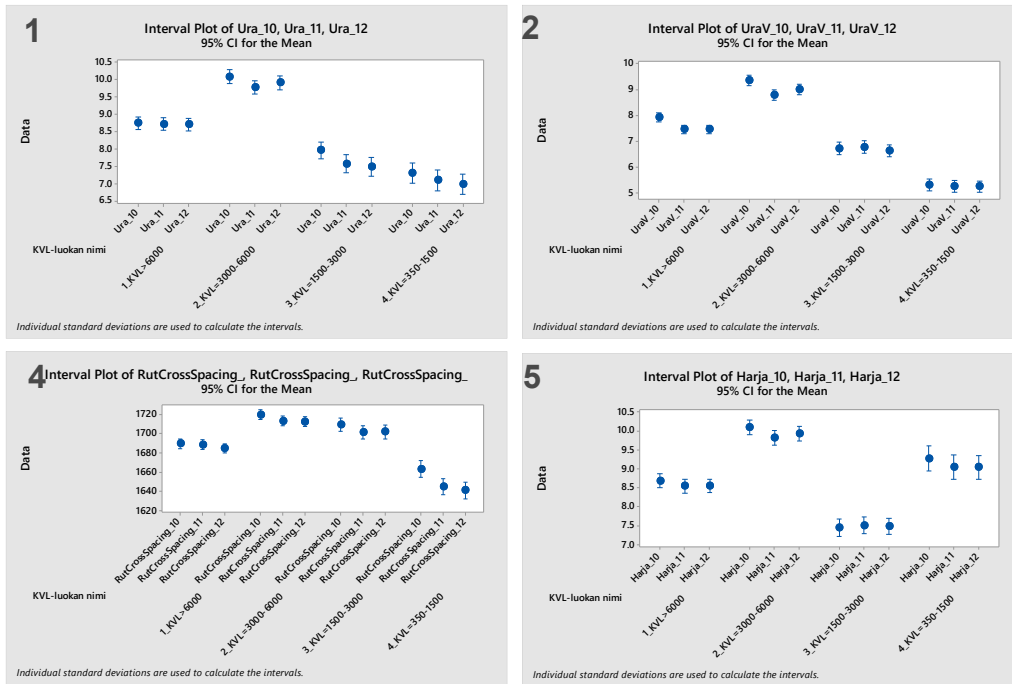 1
Interval Plot of Ura_10, Ura_11, Ura_12
95% CI for the Mean
Data
10.5
10.0
9.5
9.0
8.5
8.0
7.5
7.0
6.5
Ura_10
Ura_11
Ura_12
Ura_10
Ura_11
Ura_12
Ura_10
Ura_11
Ura_12
Ura_10
Ura_11
Ura_12
KVL-luokan nimi
1_KVL>6000
2_KVL=3000-6000
3_KVL=1500-3000
4_KVL=350-1500
Individual standard deviations are used to calculate the intervals.
2
Interval Plot of UraV_10, UraV_11, UraV_12
95% CI for the Mean
Data
10
9
8
7
6
5
UraV_10
UraV_11
UraV_12
UraV_10
UraV_11
UraV_12
UraV_10
UraV_11
UraV_12
UraV_10
UraV_11
UraV_12
KVL-luokan nimi
1_KVL>6000
2_KVL=3000-6000
3_KVL=1500-3000
4_KVL=350-1500
Individual standard deviations are used to calculate the intervals.
4
Interval Plot of RutCrossSpacing_, RutCrossSpacing_, RutCrossSpacing_
95% CI for the Mean
Data
1720
1700
1680
1660
1640
1620
RutCrossSpacing_10
RutCrossSpacing_11
RutCrossSpacing_12
RutCrossSpacing_10
RutCrossSpacing_11
RutCrossSpacing_12
RutCrossSpacing_10
RutCrossSpacing_11
RutCrossSpacing_12
RutCrossSpacing_10
RutCrossSpacing_11
RutCrossSpacing_12
KVL-luokan nimi
1_KVL>6000
2_KVL=3000-6000
3_KVL=1500-3000
4_KVL=350-1500
Individual standard deviations are used to calculate the intervals.
5
Interval Plot of Harja_10, Harja_11, Harja_12
95% CI for the Mean
Data
10.5
10.0
9.5
9.0
8.5
8.0
7.5
7.0
Harja_10
Harja_11
Harja_12
Harja_10
Harja_11
Harja_12
Harja_10
Harja_11
Harja_12
Harja_10
Harja_11
Harja_12
KVL-luokan nimi
1_KVL>6000
2_KVL=3000-6000
3_KVL=1500-3000
4_KVL=350-1500
Individual standard deviations are used to calculate the intervals.